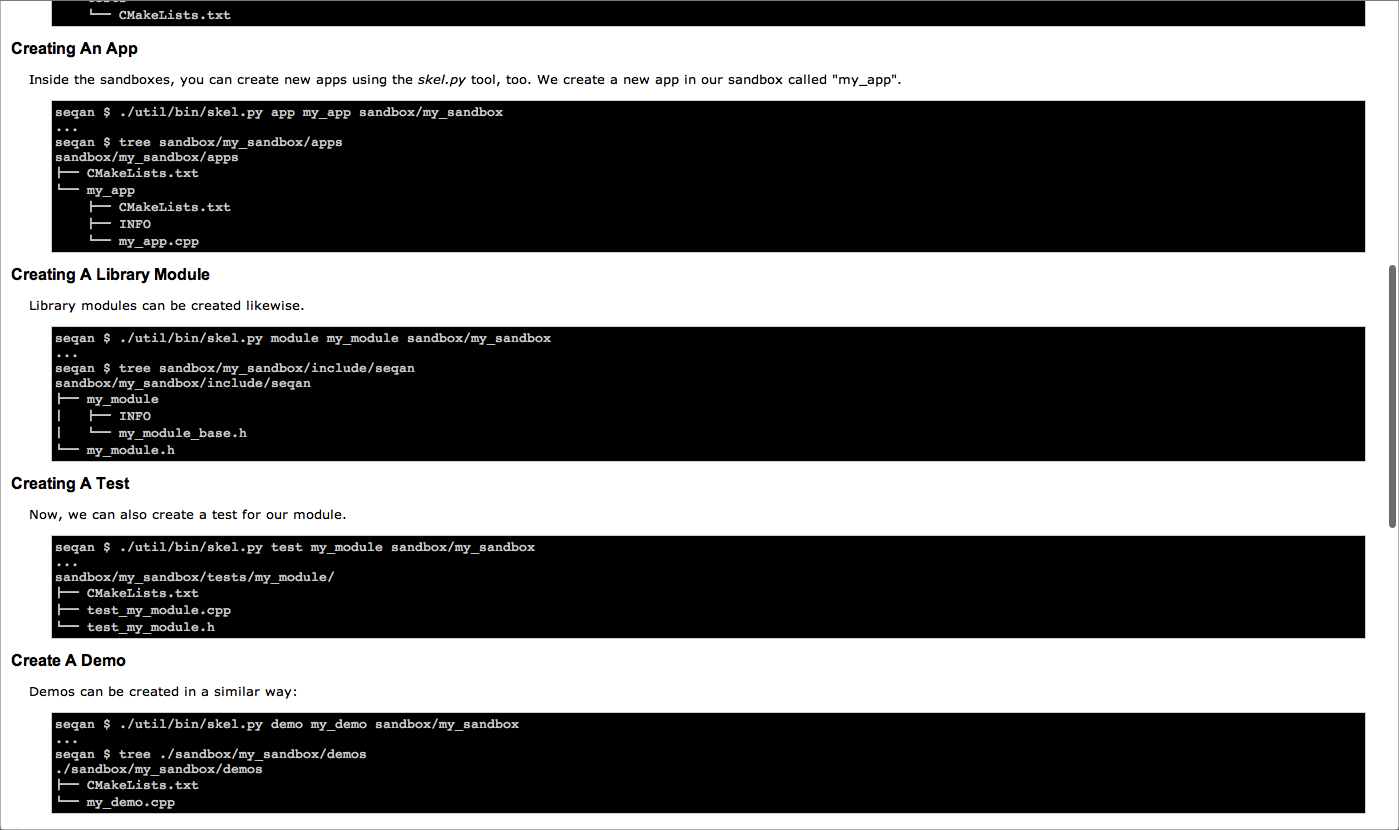 └── CMakeLists.txt
Creating An App
Inside the sandboxes, you can create new apps using the skel.py tool, too. We create a new app in our sandbox called "my_app".
seqan $ ./util/bin/skel.py app my_app sandbox/my_sandbox
...
seqan $ tree sandbox/my_sandbox/apps
sandbox/my_sandbox/apps
├── CMakeLists.txt
└── my_app
    ├── CMakeLists.txt
    ├── INFO
    └── my_app.cpp
Creating A Library Module
Library modules can be created likewise.
seqan $ ./util/bin/skel.py module my_module sandbox/my_sandbox
...
seqan $ tree sandbox/my_sandbox/include/seqan
sandbox/my_sandbox/include/seqan
├── my_module
│   ├── INFO
│   └── my_module_base.h
└── my_module.h
Creating A Test
Now, we can also create a test for our module.
seqan $ ./util/bin/skel.py test my_module sandbox/my_sandbox
...
sandbox/my_sandbox/tests/my_module/
├── CMakeLists.txt
├── test_my_module.cpp
└── test_my_module.h
Create A Demo
Demos can be created in a similar way:
seqan $ ./util/bin/skel.py demo my_demo sandbox/my_sandbox
...
seqan $ tree ./sandbox/my_sandbox/demos
./sandbox/my_sandbox/demos
├── CMakeLists.txt
└── my_demo.cpp